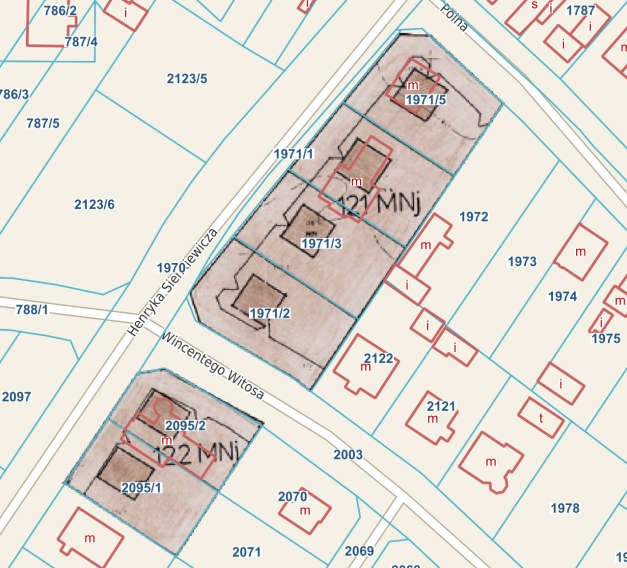 786/2
i
i
Polna
s
i
1787
i
m
787/4
2123/5
m
1971/5
786/3
787/5
1971/1
m
121 MNj
2123/6
1972
m
1971/3
1973
m
1970
Henryka Sienkiewicza
i
1974
m
788/1
1971/2
i
i
i
1975
Wincentego Witosa
2122
m
2097
i
2121
m
t
2095/2
m
122 MNj
2003
m
2095/1
2070
m
1978
m
2071
2069